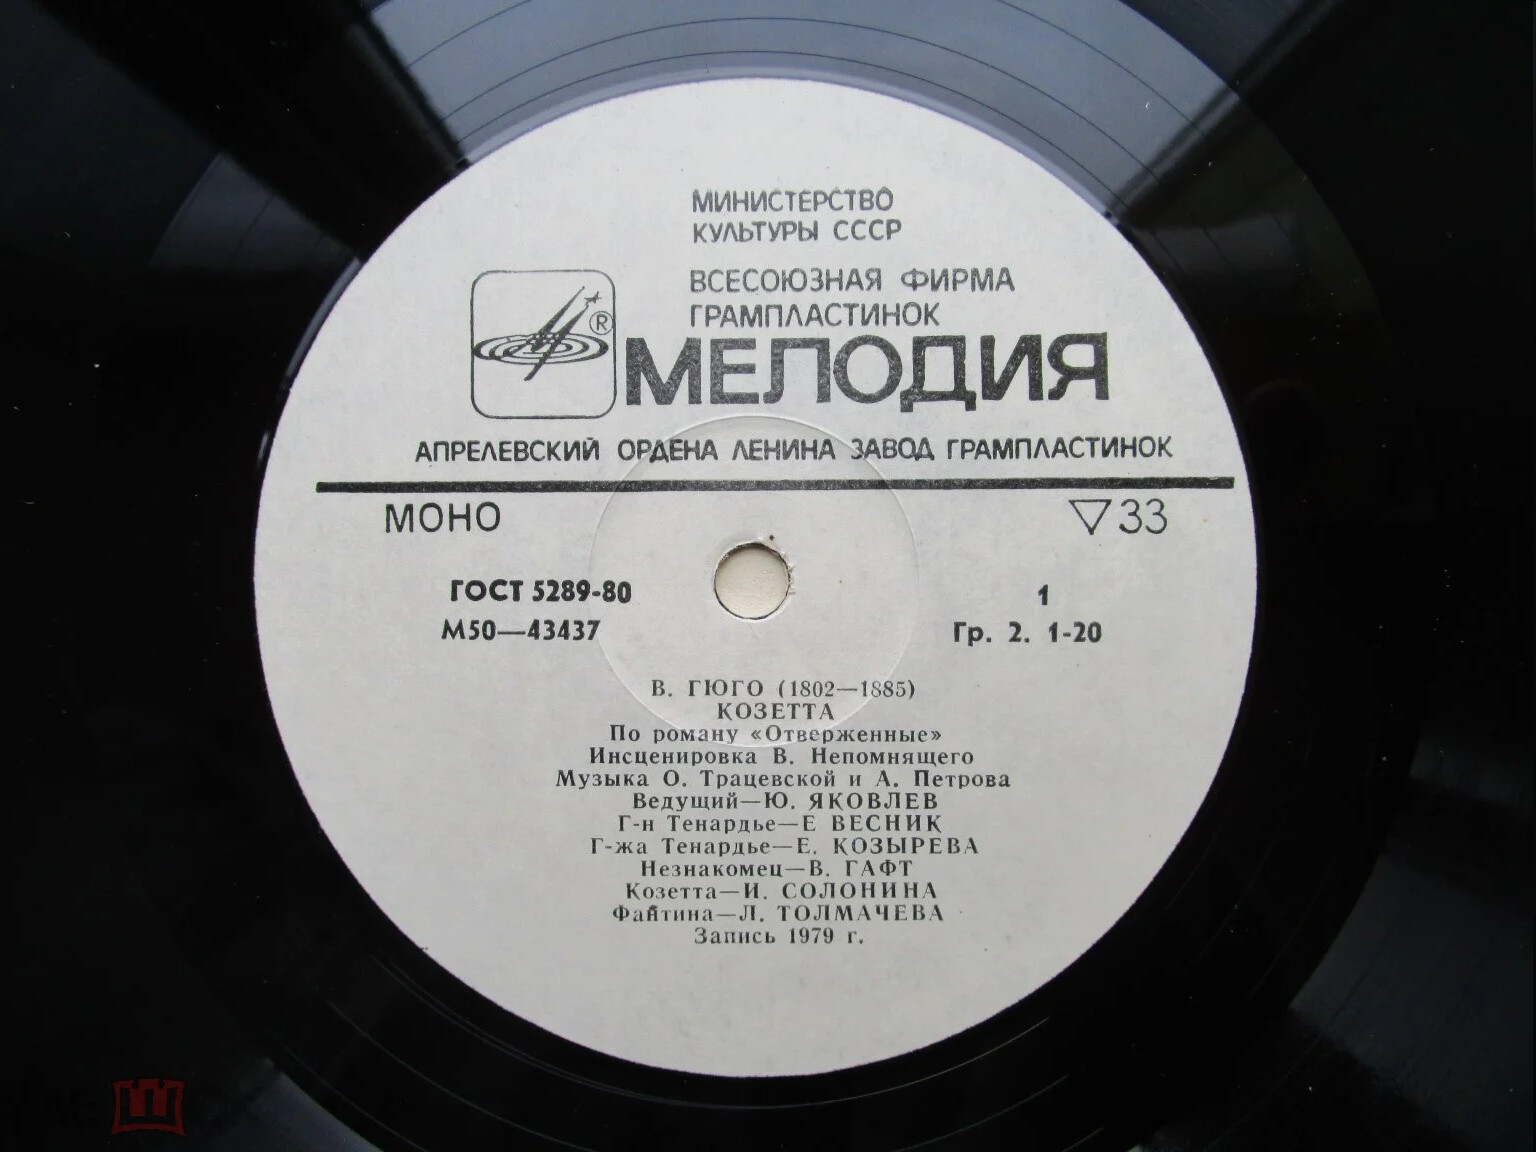 МИНИСТЕРСТВО
КУЛЬТУРЫ СССР
ВСЕСОЮЗНАЯ ФИРМА
ГРАМПЛАСТИНОК
®
МЕЛОДИЯ
АПРЕЛЕВСКИЙ ОРДЕНА ЛЕНИНА ЗАВОД ГРАМПЛАСТИНОК
МОНО ▽33
ГОСТ 5289-80 1
М50—43437 Гр. 2. 1-20
В. ГЮГО (1802—1885)
КОЗЕТТА
По роману «Отверженные»
Инсценировка В. Непомнящего
Музыка О. Трацевской и А. Петрова
Ведущий—Ю. ЯКОВЛЕВ
Г-н Тенардье—Е ВЕСНИК
Г-жа Тенардье—Е. КОЗЫРЕВА
Незнакомец—В. ГАФТ
Козетта—И. СОЛОНИНА
Фантина—Л. ТОЛМАЧЕВА
Запись 1979 г.